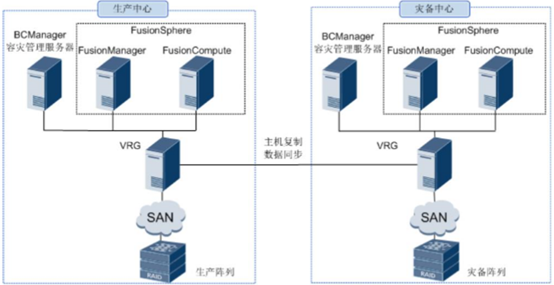 生产中心
FusionSphere
BCManager
容灾管理服务器
FusionManager
FusionCompute
VRG
SAN
RAID
生产阵列
主机复制
数据同步
灾备中心
FusionSphere
BCManager
容灾管理服务器
FusionManager
FusionCompute
VRG
SAN
RAID
灾备阵列